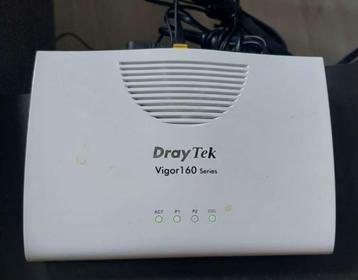 DrayTek
Vigor160 Series
ACT P1 P2 DSL